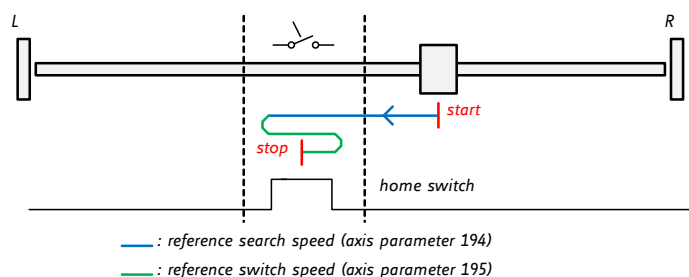 L
R
start
stop
home switch
: reference search speed (axis parameter 194)
: reference switch speed (axis parameter 195)